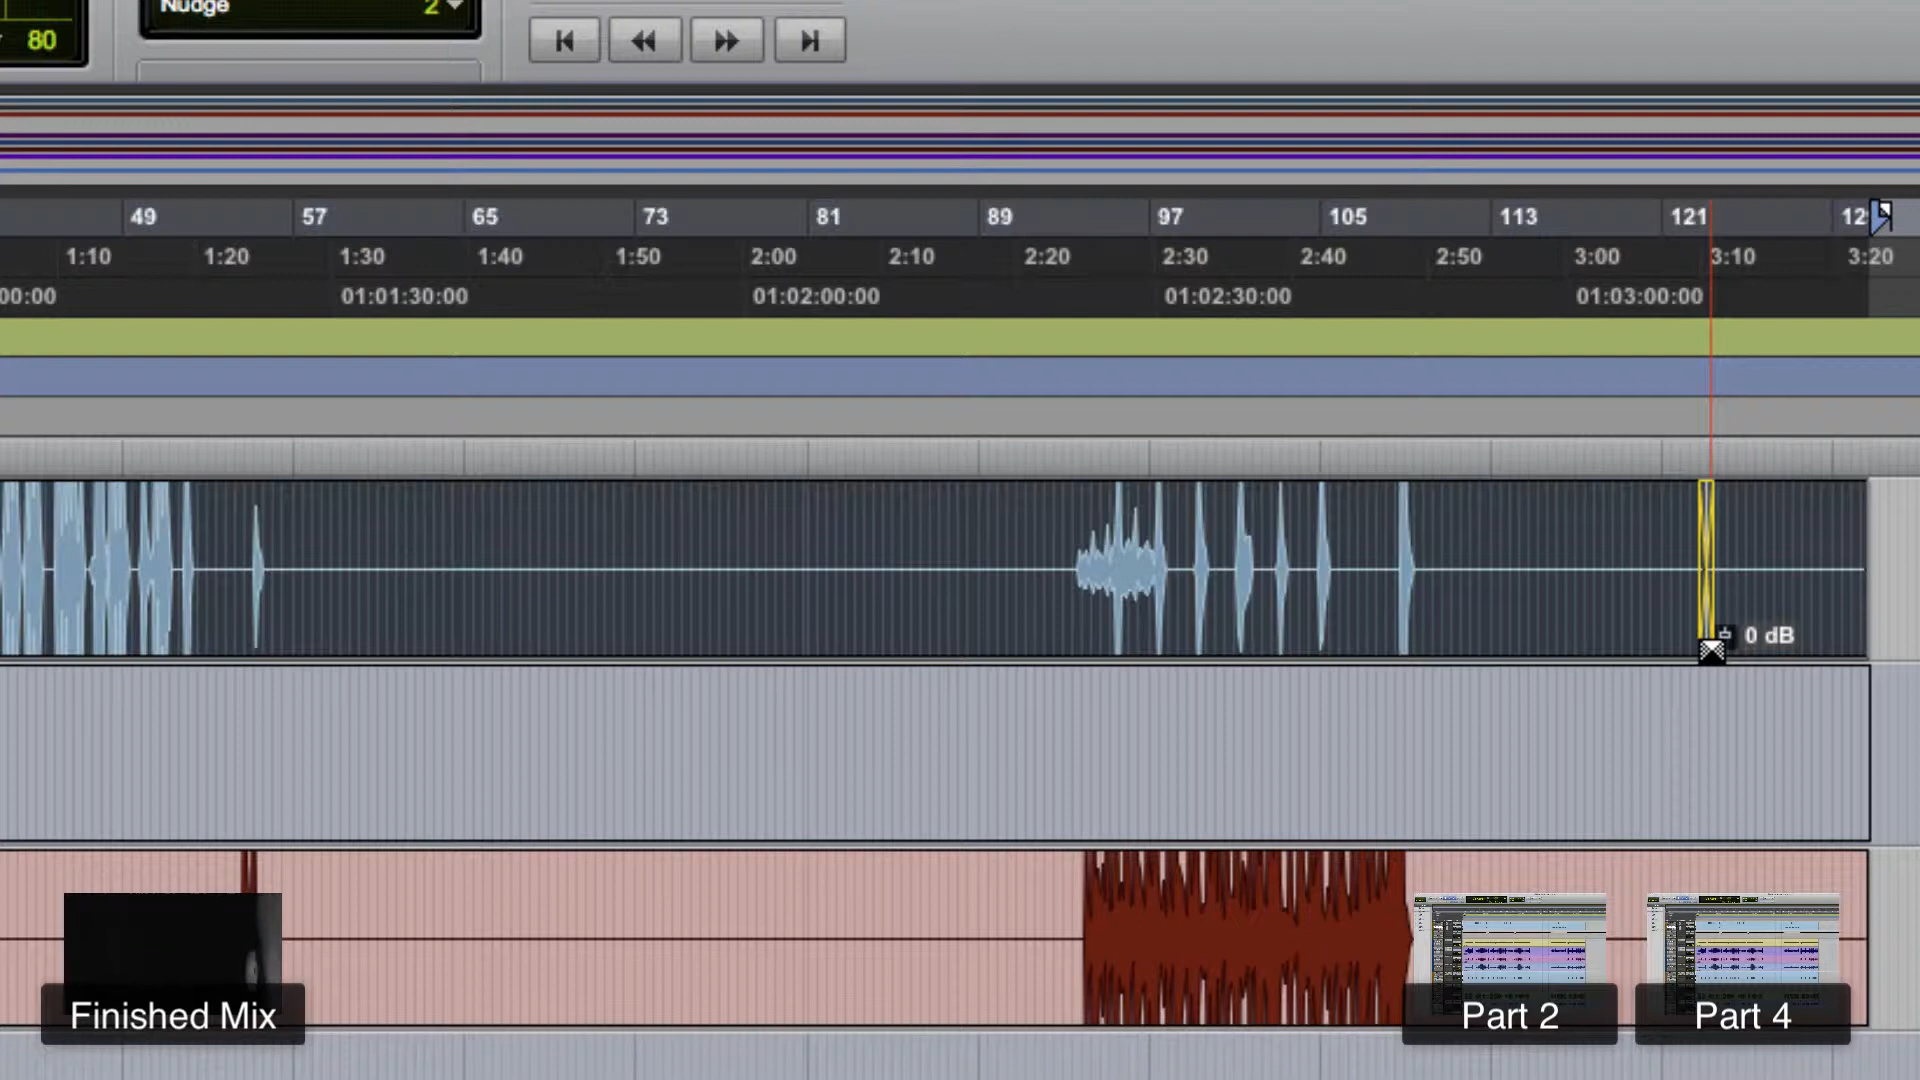 Nudge 2
80
49 57 65 73 81 89 97 105 113 121 12
1:10 1:20 1:30 1:40 1:50 2:00 2:10 2:20 2:30 2:40 2:50 3:00 3:10 3:20
00:00 01:01:30:00 01:02:00:00 01:02:30:00 01:03:00:00
0 dB
Finished Mix
Part 2
Part 4